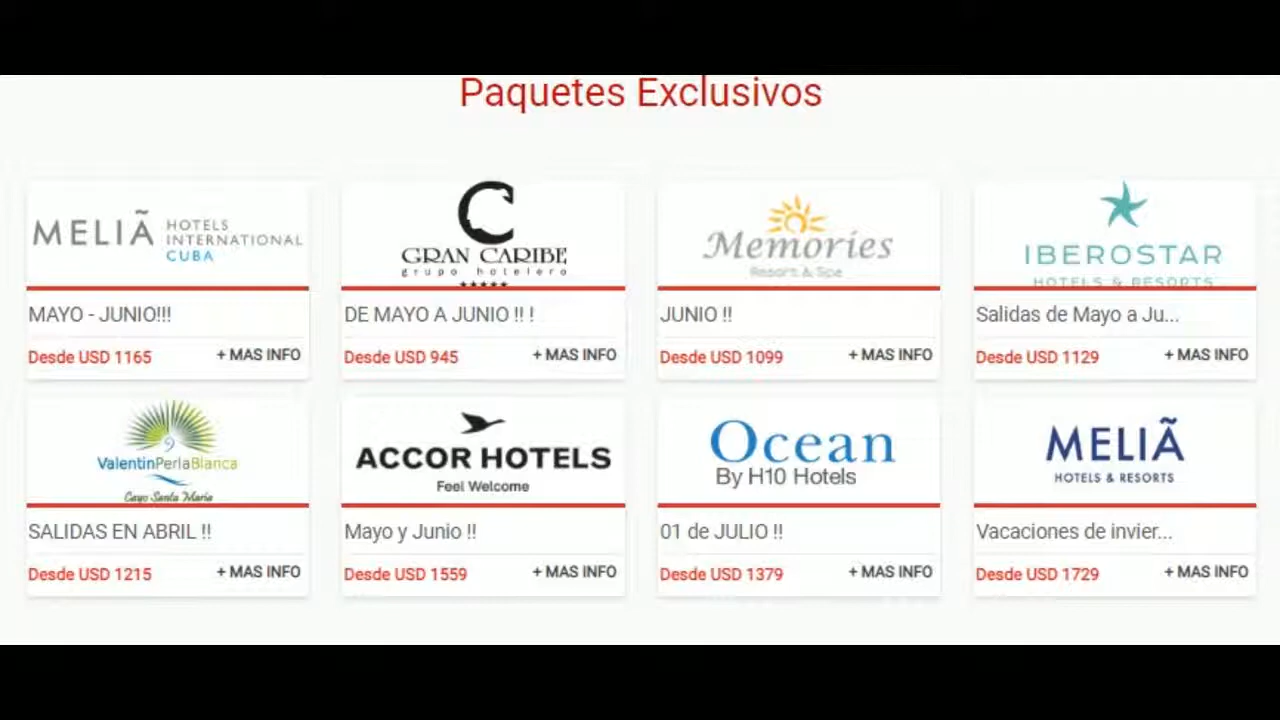 Paquetes Exclusivos
MELIÃ HOTELS INTERNATIONAL CUBA
GRAN CARIBE
grupo hotelero
Memories
Resort & Spa
IBEROSTAR
HOTELS & RESORTS
MAYO - JUNIO!!!
DE MAYO A JUNIO !! !
JUNIO !!
Salidas de Mayo a Ju...
Desde USD 1165 + MAS INFO
Desde USD 945 + MAS INFO
Desde USD 1099 + MAS INFO
Desde USD 1129 + MAS INFO
ValentinPerlaBlanca
Cayo Santa María
ACCOR HOTELS
Feel Welcome
Ocean
By H10 Hotels
MELIÃ
HOTELS & RESORTS
SALIDAS EN ABRIL !!
Mayo y Junio !!
01 de JULIO !!
Vacaciones de invier...
Desde USD 1215 + MAS INFO
Desde USD 1559 + MAS INFO
Desde USD 1379 + MAS INFO
Desde USD 1729 + MAS INFO